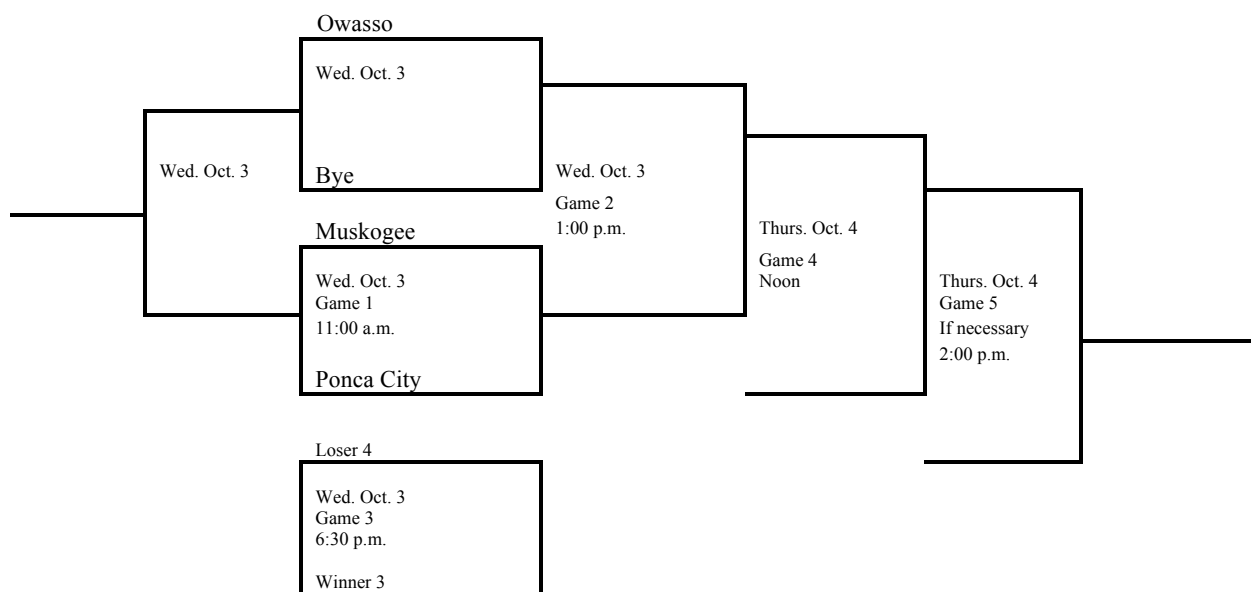 Owasso
Wed. Oct. 3
Wed. Oct. 3
Bye
Wed. Oct. 3
Game 2
1:00 p.m.
Muskogee
Wed. Oct. 3
Game 1
11:00 a.m.
Ponca City
Thurs. Oct. 4
Game 4
Noon
Thurs. Oct. 4
Game 5
If necessary
2:00 p.m.
Loser 4
Wed. Oct. 3
Game 3
6:30 p.m.
Winner 3